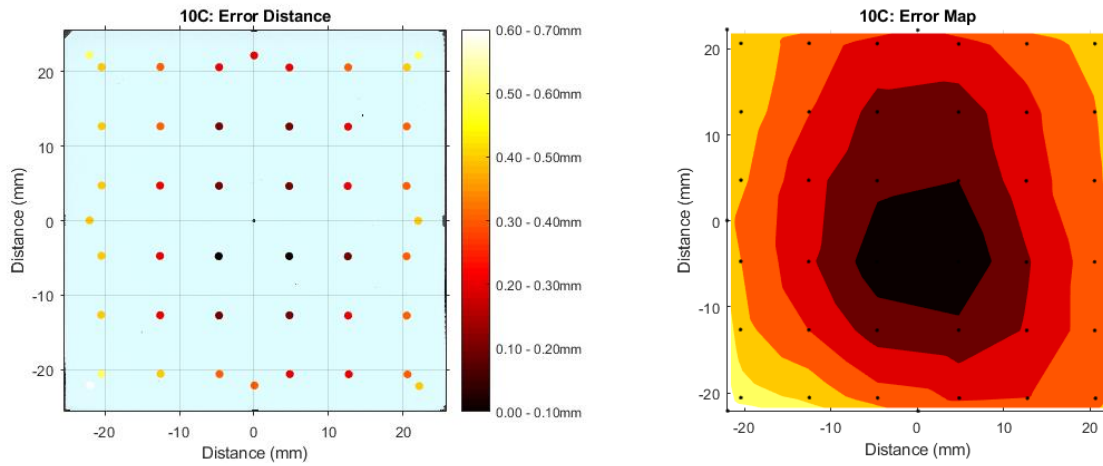 10C: Error Distance
20
10
0
-10
-20
Distance (mm)
-20
-10
0
10
20
Distance (mm)
0.60 - 0.70mm
0.50 - 0.60mm
0.40 - 0.50mm
0.30 - 0.40mm
0.20 - 0.30mm
0.10 - 0.20mm
0.00 - 0.10mm
10C: Error Map
20
10
0
-10
-20
Distance (mm)
-20
-10
0
10
20
Distance (mm)